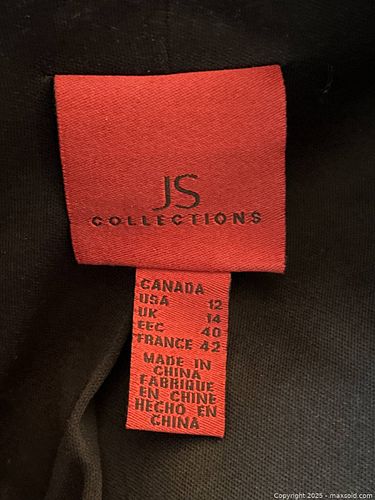 JS
COLLECTIONS
CANADA
USA 12
UK 14
EEC 40
FRANCE 42
MADE IN
CHINA
FABRIQUE
EN CHINE
HECHO EN
CHINA
Copyright 2025 - maxsold.com